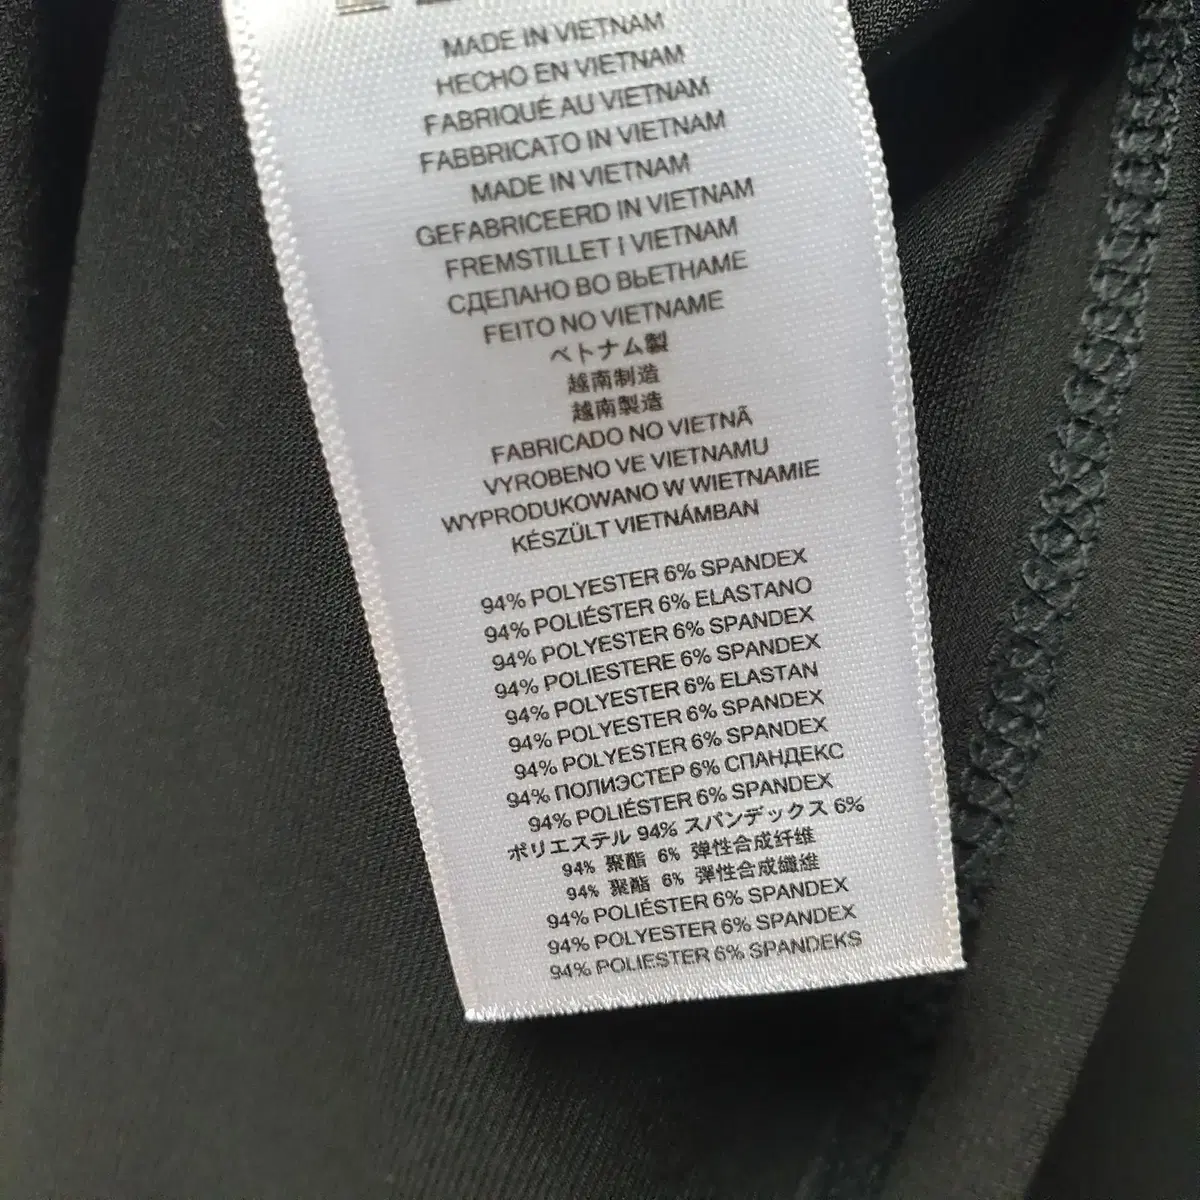 MADE IN VIETNAM
HECHO EN VIETNAM
FABRIQUÉ AU VIETNAM
FABBRICATO IN VIETNAM
MADE IN VIETNAM
GEFABRICEERD IN VIETNAM
FREMSTILLET I VIETNAM
СДЕЛАНО ВО ВЬЕТНАМЕ
FEITO NO VIETNAME
ベトナム製
越南制造
越南製造
FABRICADO NO VIETNÃ
VYROBENO VE VIETNAMU
WYPRODUKOWANO W WIETNAMIE
KÉSZÜLT VIETNÁMBAN
94% POLYESTER 6% SPANDEX
94% POLIÉSTER 6% ELASTANO
94% POLYESTER 6% SPANDEX
94% POLIESTERE 6% SPANDEX
94% POLYESTER 6% ELASTAN
94% POLYESTER 6% SPANDEX
94% POLYESTER 6% SPANDEX
94% ПОЛИЭСТЕР 6% СПАНДЕКС
94% POLIÉSTER 6% SPANDEX
ポリエステル 94% スパンデックス 6%
94% 聚酯 6% 弹性合成纤维
94% 聚酯 6% 弾性合成纖維
94% POLIÉSTER 6% SPANDEX
94% POLYESTER 6% SPANDEX
94% POLIESTER 6% SPANDEKS